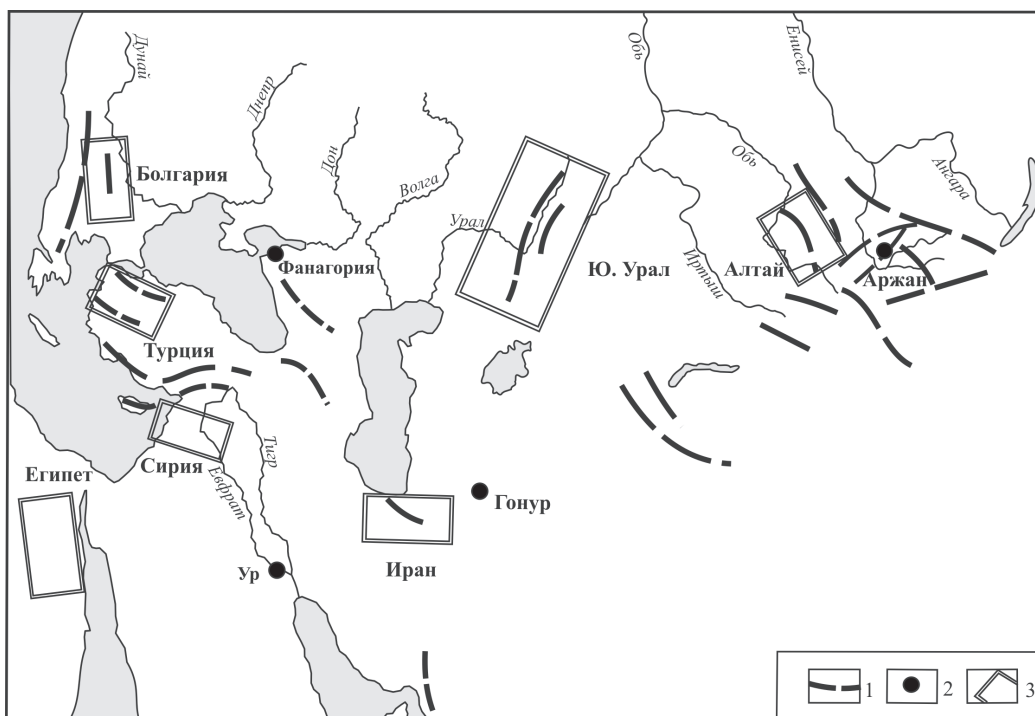 Дунай
Днепр
Дон
Волга
Урал
Обь
Енисей
Обь
Ангара
Иртыш
Болгария
Фанагория
Ю. Урал
Алтай
Аржан
Турция
Сирия
Тигр
Евфрат
Египет
Гонур
Ур
Иран
1
2
3